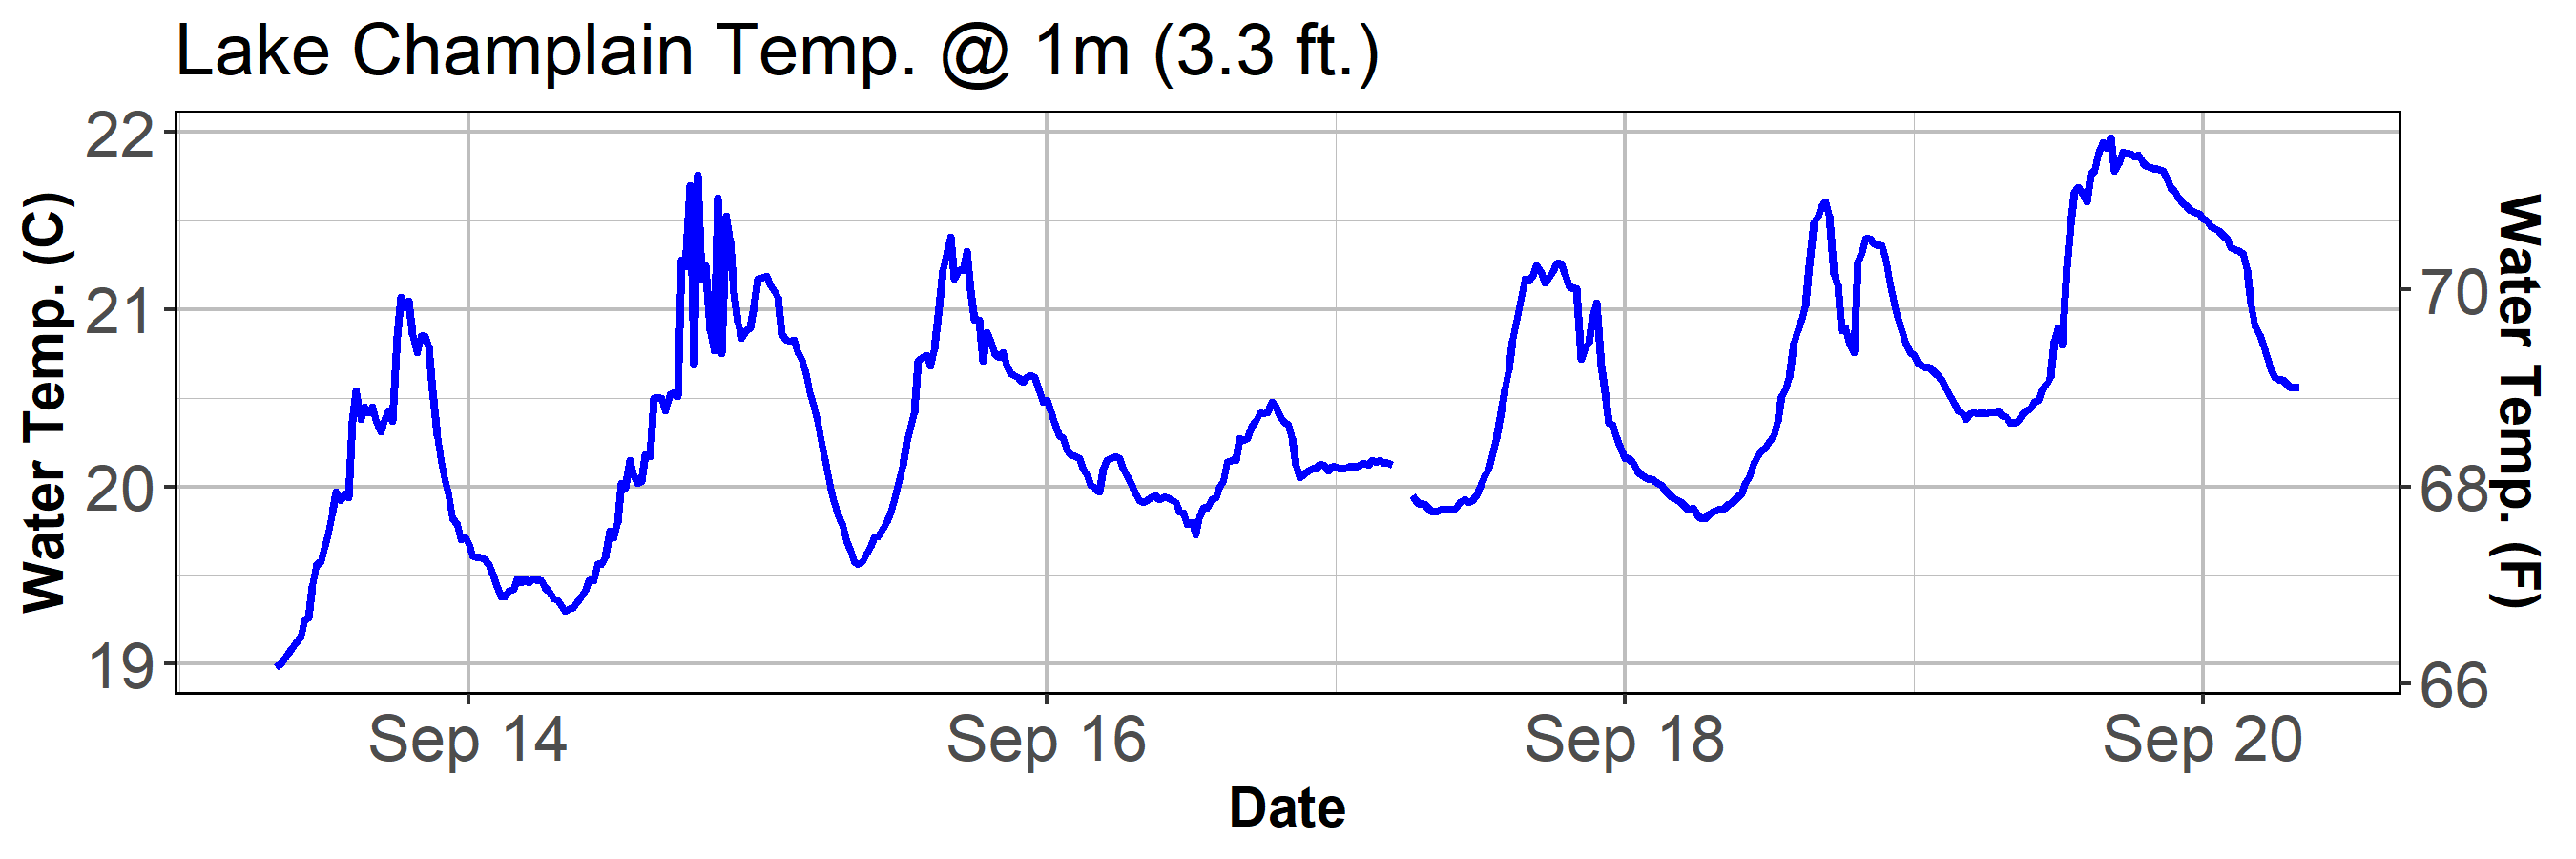 Lake Champlain Temp. @ 1m (3.3 ft.)
Water Temp. (C)
22
21
20
19
70
68
66
Water Temp. (F)
Sep 14
Sep 16
Sep 18
Sep 20
Date